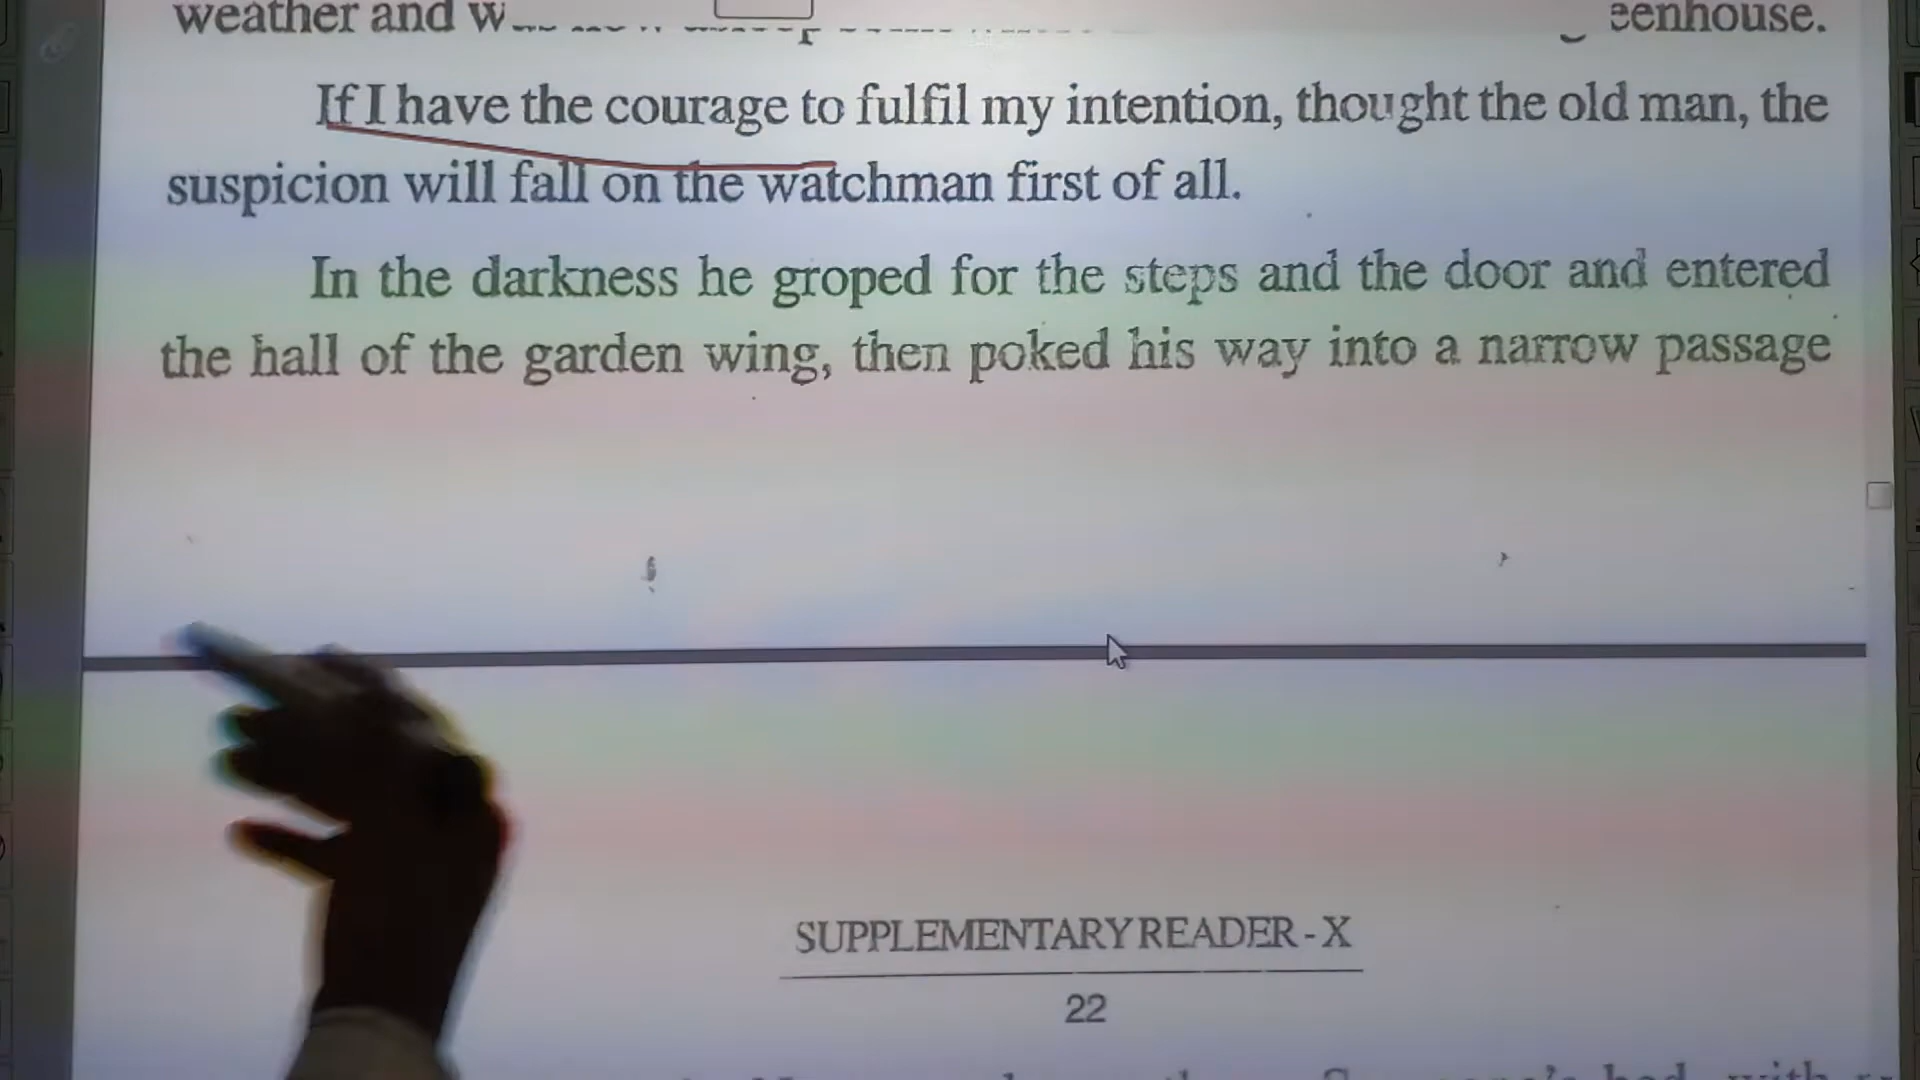 weather and
eenhouse.
If I have the courage to fulfil my intention, thought the old man, the
suspicion will fall on the watchman first of all.
In the darkness he groped for the steps and the door and entered
the hall of the garden wing, then poked his way into a narrow passage
SUPPLEMENTARY READER - X
22